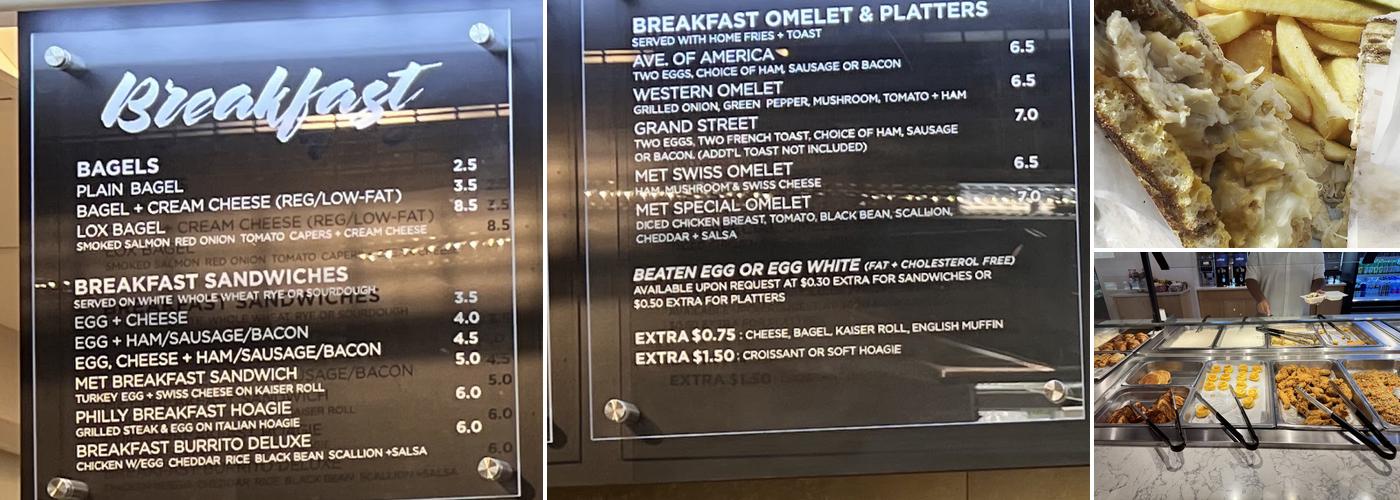 Breakfast
BAGELS
PLAIN BAGEL 2.5
BAGEL + CREAM CHEESE (REG/LOW-FAT) 3.5
LOX BAGEL 8.5
SMOKED SALMON RED ONION TOMATO CAPERS + CREAM CHEESE
BREAKFAST SANDWICHES
SERVED ON WHITE WHOLE WHEAT RYE OR SOURDOUGH
EGG + CHEESE 3.5
EGG + HAM/SAUSAGE/BACON 4.0
EGG, CHEESE + HAM/SAUSAGE/BACON 4.5
MET BREAKFAST SANDWICH 5.0
TURKEY EGG + SWISS CHEESE ON KAISER ROLL
PHILLY BREAKFAST HOAGIE 6.0
GRILLED STEAK & EGG ON ITALIAN HOAGIE
BREAKFAST BURRITO DELUXE 6.0
CHICKEN W/EGG CHEDDAR RICE BLACK BEAN SCALLION +SALSA
BREAKFAST OMELET & PLATTERS
SERVED WITH HOME FRIES + TOAST
AVE. OF AMERICA 6.5
TWO EGGS, CHOICE OF HAM, SAUSAGE OR BACON
WESTERN OMELET 6.5
GRILLED ONION, GREEN PEPPER, MUSHROOM, TOMATO + HAM
GRAND STREET 7.0
TWO EGGS, TWO FRENCH TOAST, CHOICE OF HAM, SAUSAGE
OR BACON. (ADDT'L TOAST NOT INCLUDED)
MET SWISS OMELET 6.5
HAM, MUSHROOM & SWISS CHEESE
MET SPECIAL OMELET 7.0
DICED CHICKEN BREAST, TOMATO, BLACK BEAN, SCALLION,
CHEDDAR + SALSA
BEATEN EGG OR EGG WHITE (FAT + CHOLESTEROL FREE)
AVAILABLE UPON REQUEST AT $0.30 EXTRA FOR SANDWICHES OR
$0.50 EXTRA FOR PLATTERS
EXTRA $0.75 : CHEESE, BAGEL, KAISER ROLL, ENGLISH MUFFIN
EXTRA $1.50 : CROISSANT OR SOFT HOAGIE